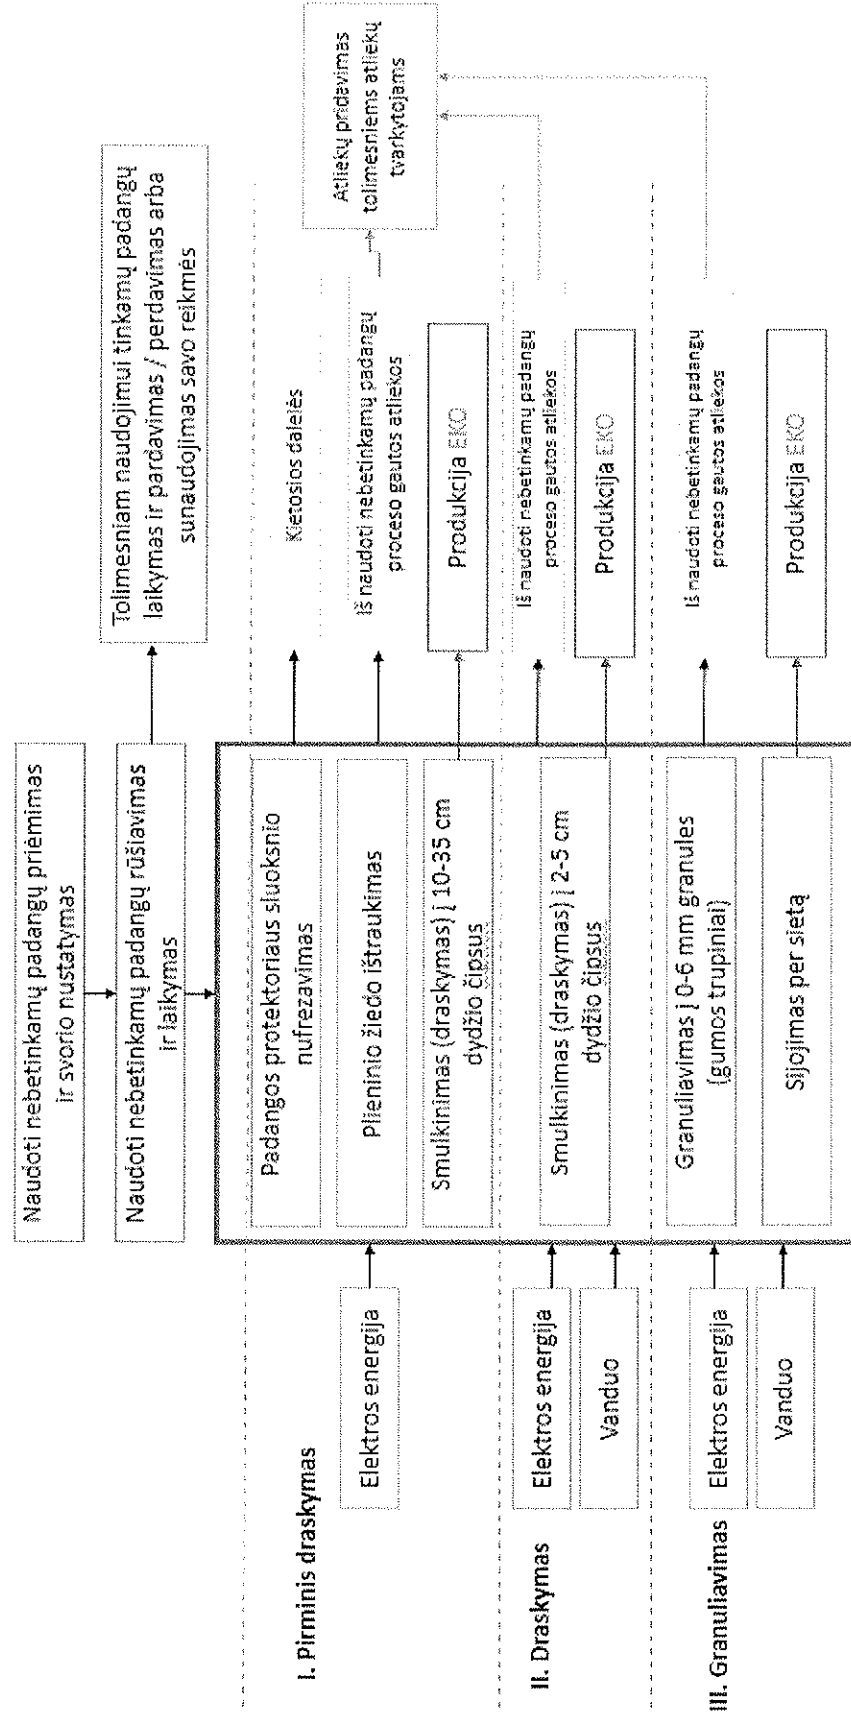 Naudoti nebetinkamų padangų priėmimas
ir svorio nustatymas
Naudoti nebetinkamų padangų rūšiavimas
ir laikymas
Tolimesniam naudojimui tinkamų padangų
laikymas ir pardavimas / perdavimas arba
sunaudojimas savo reikmės
I. Pirminis draskymas
Elektros energija
Padangos protektoriaus sluoksnio
nufrezavimas
Plieninio žiedo ištraukimas
Smulkinimas (draskymas) į 10-35 cm
dydžio čipsus
Kietosios dalelės
Iš naudoti nebetinkamų padangų
proceso gautos atliekos
Produkcija EKO
Atliekų pridavimas
tolimesniems atliekų
tvarkytojams
II. Draskymas
Elektros energija
Vanduo
Smulkinimas (draskymas) į 2-5 cm
dydžio čipsus
Iš naudoti nebetinkamų padangų
proceso gautos atliekos
Produkcija EKO
III. Granuliavimas
Elektros energija
Vanduo
Granuliavimas į 0-6 mm granules
(gumos trupiniai)
Sijojimas per sietą
Iš naudoti nebetinkamų padangų
proceso gautos atliekos
Produkcija EKO